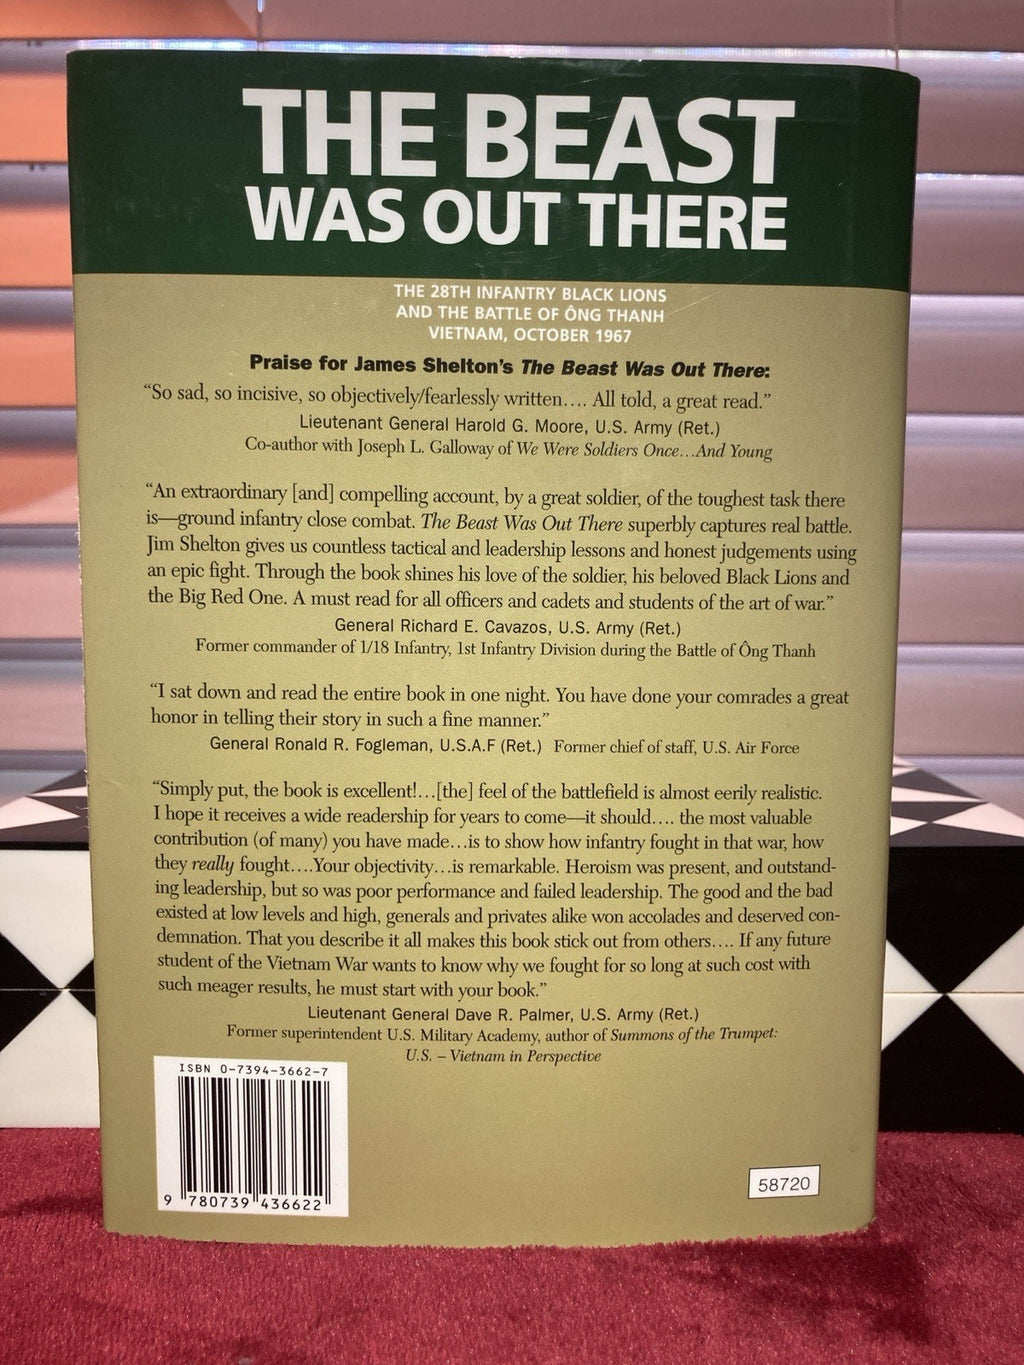 THE BEAST
WAS OUT THERE
THE 28TH INFANTRY BLACK LIONS
AND THE BATTLE OF ÔNG THANH
VIETNAM, OCTOBER 1967
Praise for James Shelton's The Beast Was Out There:
“So sad, so incisive, so objectively/fearlessly written.... All told, a great read.”
Lieutenant General Harold G. Moore, U.S. Army (Ret.)
Co-author with Joseph L. Galloway of We Were Soldiers Once...And Young
“An extraordinary [and] compelling account, by a great soldier, of the toughest task there
is—ground infantry close combat. The Beast Was Out There superbly captures real battle.
Jim Shelton gives us countless tactical and leadership lessons and honest judgements using
an epic fight. Through the book shines his love of the soldier, his beloved Black Lions and
the Big Red One. A must read for all officers and cadets and students of the art of war.”
General Richard E. Cavazos, U.S. Army (Ret.)
Former commander of 1/18 Infantry, 1st Infantry Division during the Battle of Ông Thanh
“I sat down and read the entire book in one night. You have done your comrades a great
honor in telling their story in such a fine manner.”
General Ronald R. Fogleman, U.S.A.F (Ret.) Former chief of staff, U.S. Air Force
“Simply put, the book is excellent!...[the] feel of the battlefield is almost eerily realistic.
I hope it receives a wide readership for years to come—it should.... the most valuable
contribution (of many) you have made...is to show how infantry fought in that war, how
they really fought....Your objectivity...is remarkable. Heroism was present, and outstand-
ing leadership, but so was poor performance and failed leadership. The good and the bad
existed at low levels and high, generals and privates alike won accolades and deserved con-
demnation. That you describe it all makes this book stick out from others.... If any future
student of the Vietnam War wants to know why we fought for so long at such cost with
such meager results, he must start with your book.”
Lieutenant General Dave R. Palmer, U.S. Army (Ret.)
Former superintendent U.S. Military Academy, author of Summons of the Trumpet:
U.S. – Vietnam in Perspective
ISBN 0-7394-3662-7
9 780739 436622
58720